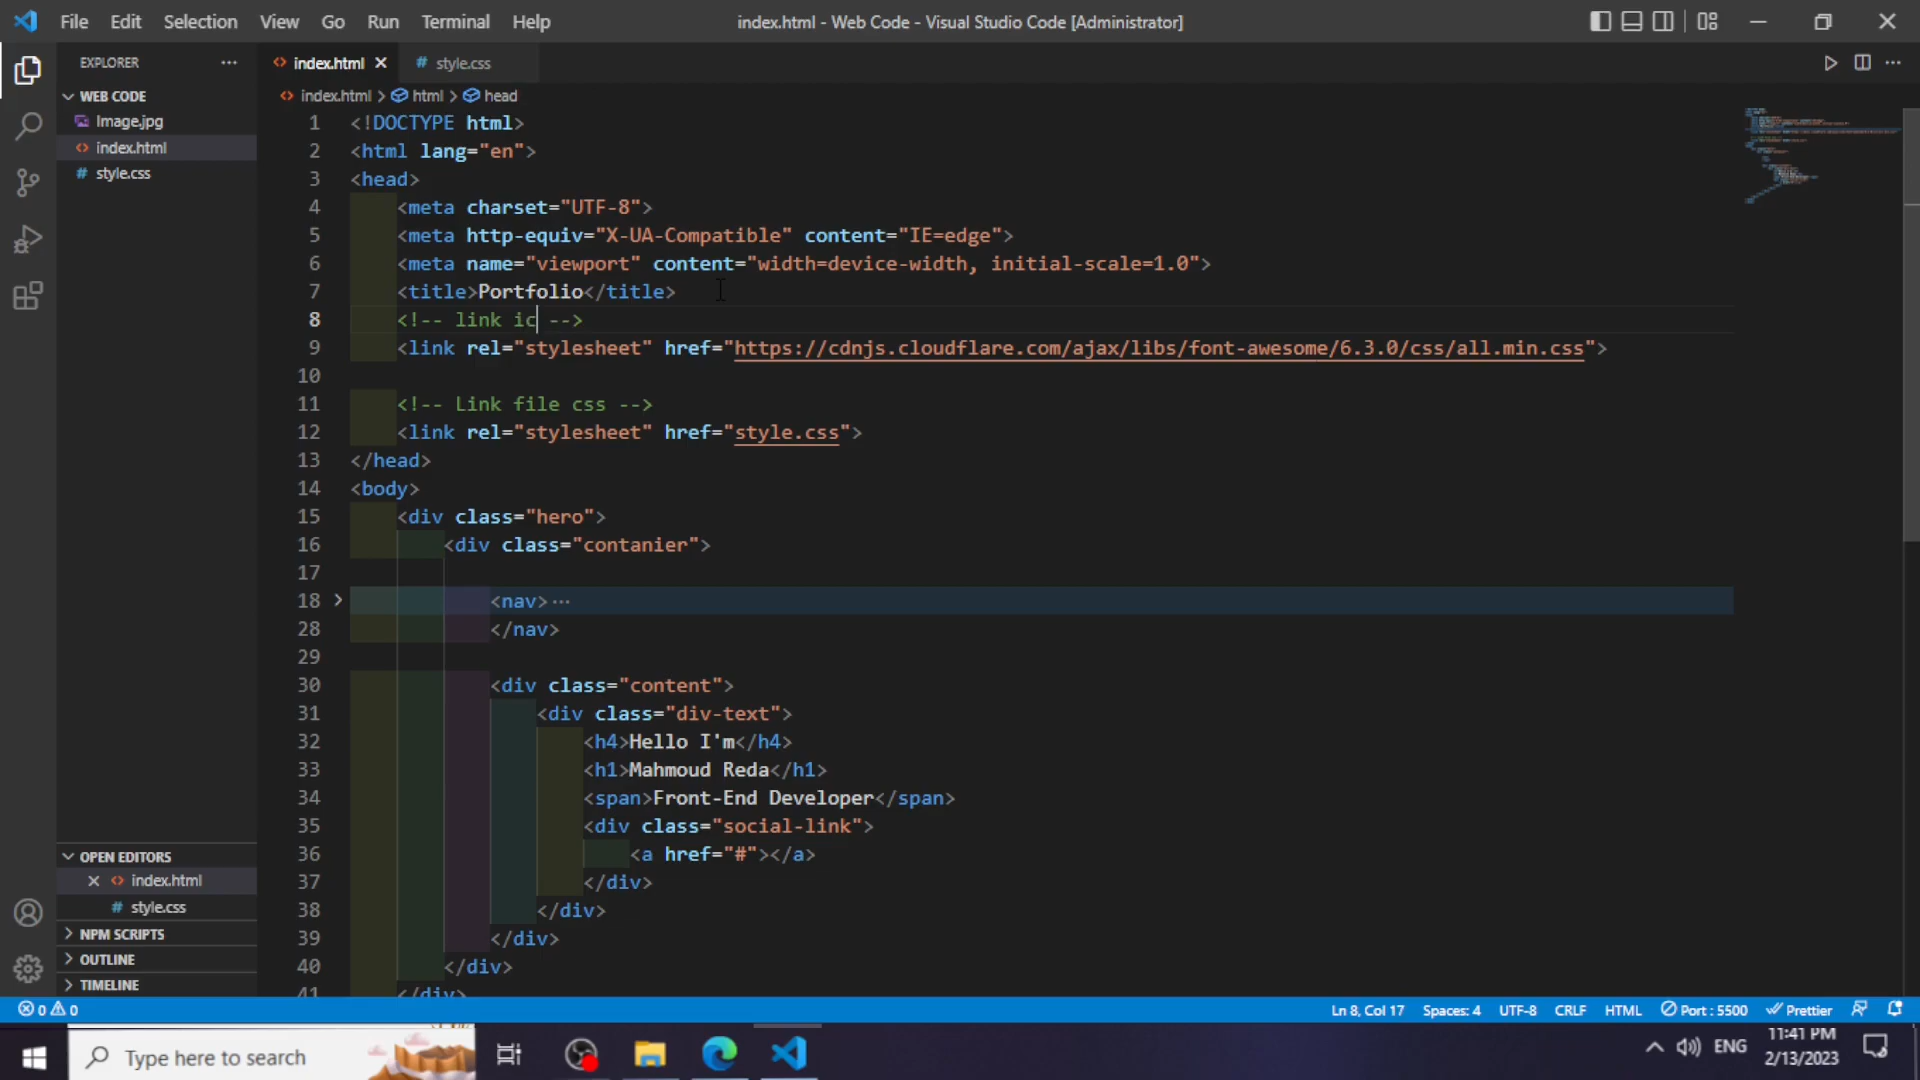 File Edit Selection View Go Run Terminal Help
index.html - Web Code - Visual Studio Code [Administrator]
EXPLORER
WEB CODE
Image.jpg
index.html
style.css
index.html
style.css
index.html > html > head
1 <!DOCTYPE html>
2 <html lang="en">
3 <head>
4 <meta charset="UTF-8">
5 <meta http-equiv="X-UA-Compatible" content="IE=edge">
6 <meta name="viewport" content="width=device-width, initial-scale=1.0">
7 <title>Portfolio</title>
8 <!-- link ic -->
9 <link rel="stylesheet" href="https://cdnjs.cloudflare.com/ajax/libs/font-awesome/6.3.0/css/all.min.css">
10
11 <!-- Link file css -->
12 <link rel="stylesheet" href="style.css">
13 </head>
14 <body>
15 <div class="hero">
16 <div class="contanier">
17
18 <nav>···
28 </nav>
29
30 <div class="content">
31 <div class="div-text">
32 <h4>Hello I'm</h4>
33 <h1>Mahmoud Reda</h1>
34 <span>Front-End Developer</span>
35 <div class="social-link">
36 <a href="#"></a>
37 </div>
38 </div>
39 </div>
40 </div>
41 </div>
OPEN EDITORS
index.html
style.css
NPM SCRIPTS
OUTLINE
TIMELINE
0 0
Ln 8, Col 17 Spaces: 4 UTF-8 CRLF HTML Port : 5500 Prettier
Type here to search
ENG
11:41 PM
2/13/2023